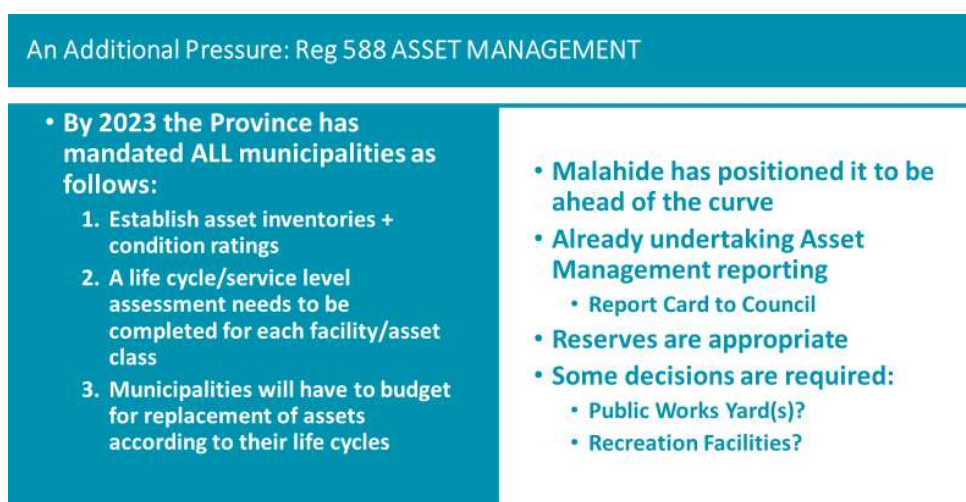 An Additional Pressure: Reg 588 ASSET MANAGEMENT
• By 2023 the Province has
mandated ALL municipalities as
follows:
1. Establish asset inventories +
condition ratings
2. A life cycle/service level
assessment needs to be
completed for each facility/asset
class
3. Municipalities will have to budget
for replacement of assets
according to their life cycles
• Malahide has positioned it to be
ahead of the curve
• Already undertaking Asset
Management reporting
• Report Card to Council
• Reserves are appropriate
• Some decisions are required:
• Public Works Yard(s)?
• Recreation Facilities?